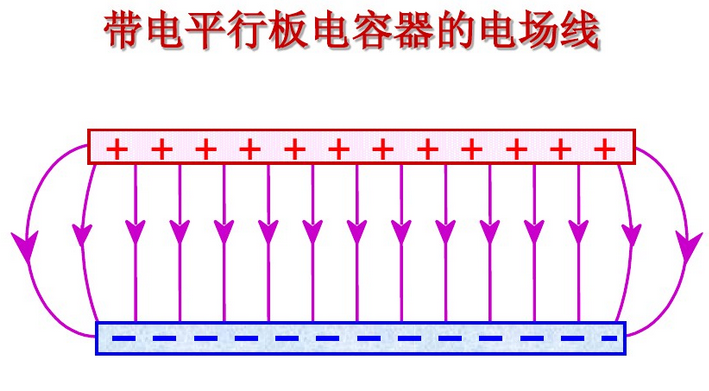 带电平行板电容器的电场线
+ + + + + + + + + + + +
− − − − − − − − − − − − −